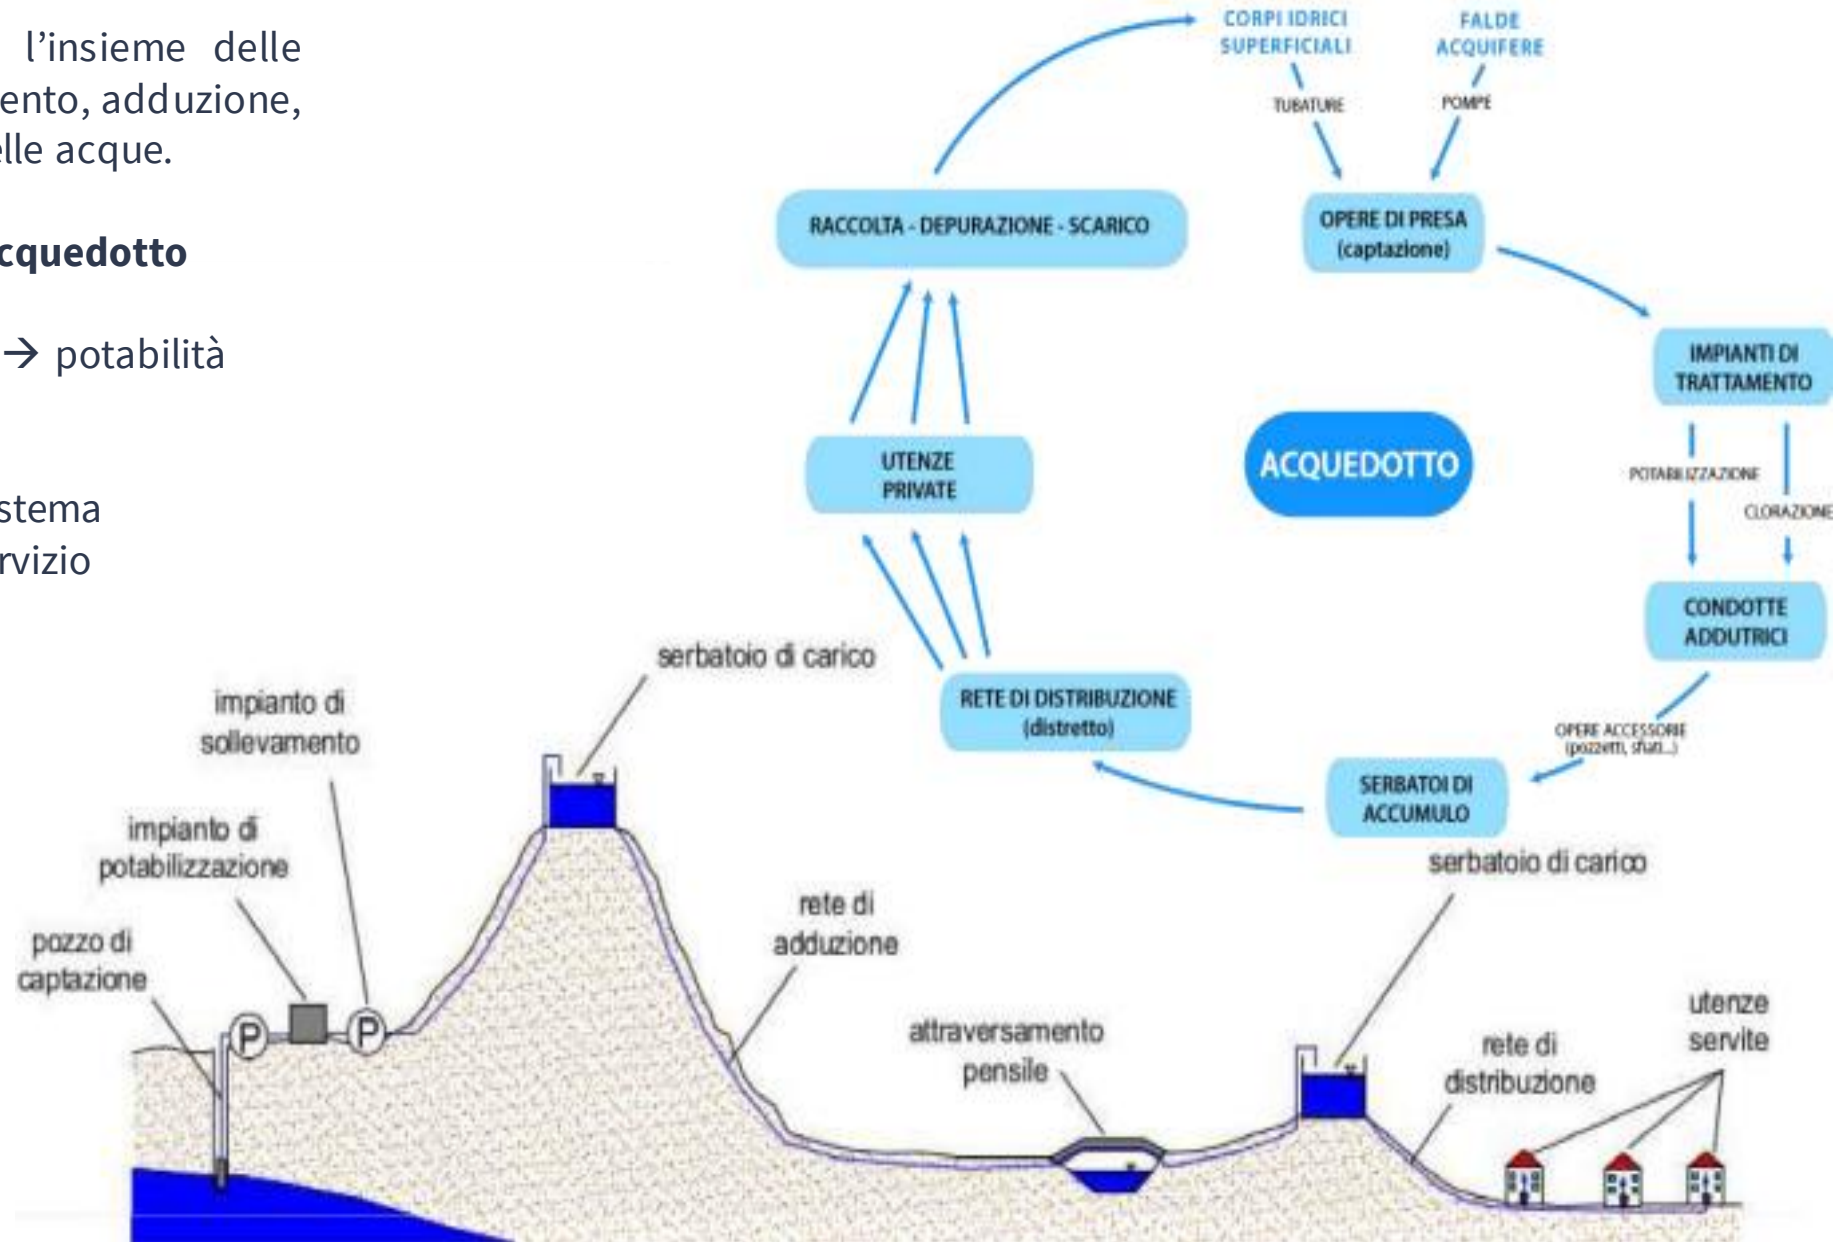 l’insieme delle
ento, adduzione,
elle acque.
cquedotto
→ potabilità
stema
rvizio
CORPI IDRICI
SUPERFICIALI
FALDE
ACQUIFERE
TUBATURE
POMPE
RACCOLTA - DEPURAZIONE - SCARICO
OPERE DI PRESA
(captazione)
IMPIANTI DI
TRATTAMENTO
UTENZE
PRIVATE
ACQUEDOTTO
POTABILIZZAZIONE
CLORAZIONE
CONDOTTE
ADDUTRICI
RETE DI DISTRIBUZIONE
(distretto)
OPERE ACCESSORIE
(pozzetti, sfiati...)
SERBATOI DI
ACCUMULO
serbatoio di carico
impianto di
sollevamento
impianto di
potabilizzazione
pozzo di
captazione
P
P
rete di
adduzione
attraversamento
pensile
serbatoio di carico
rete di
distribuzione
utenze
servite